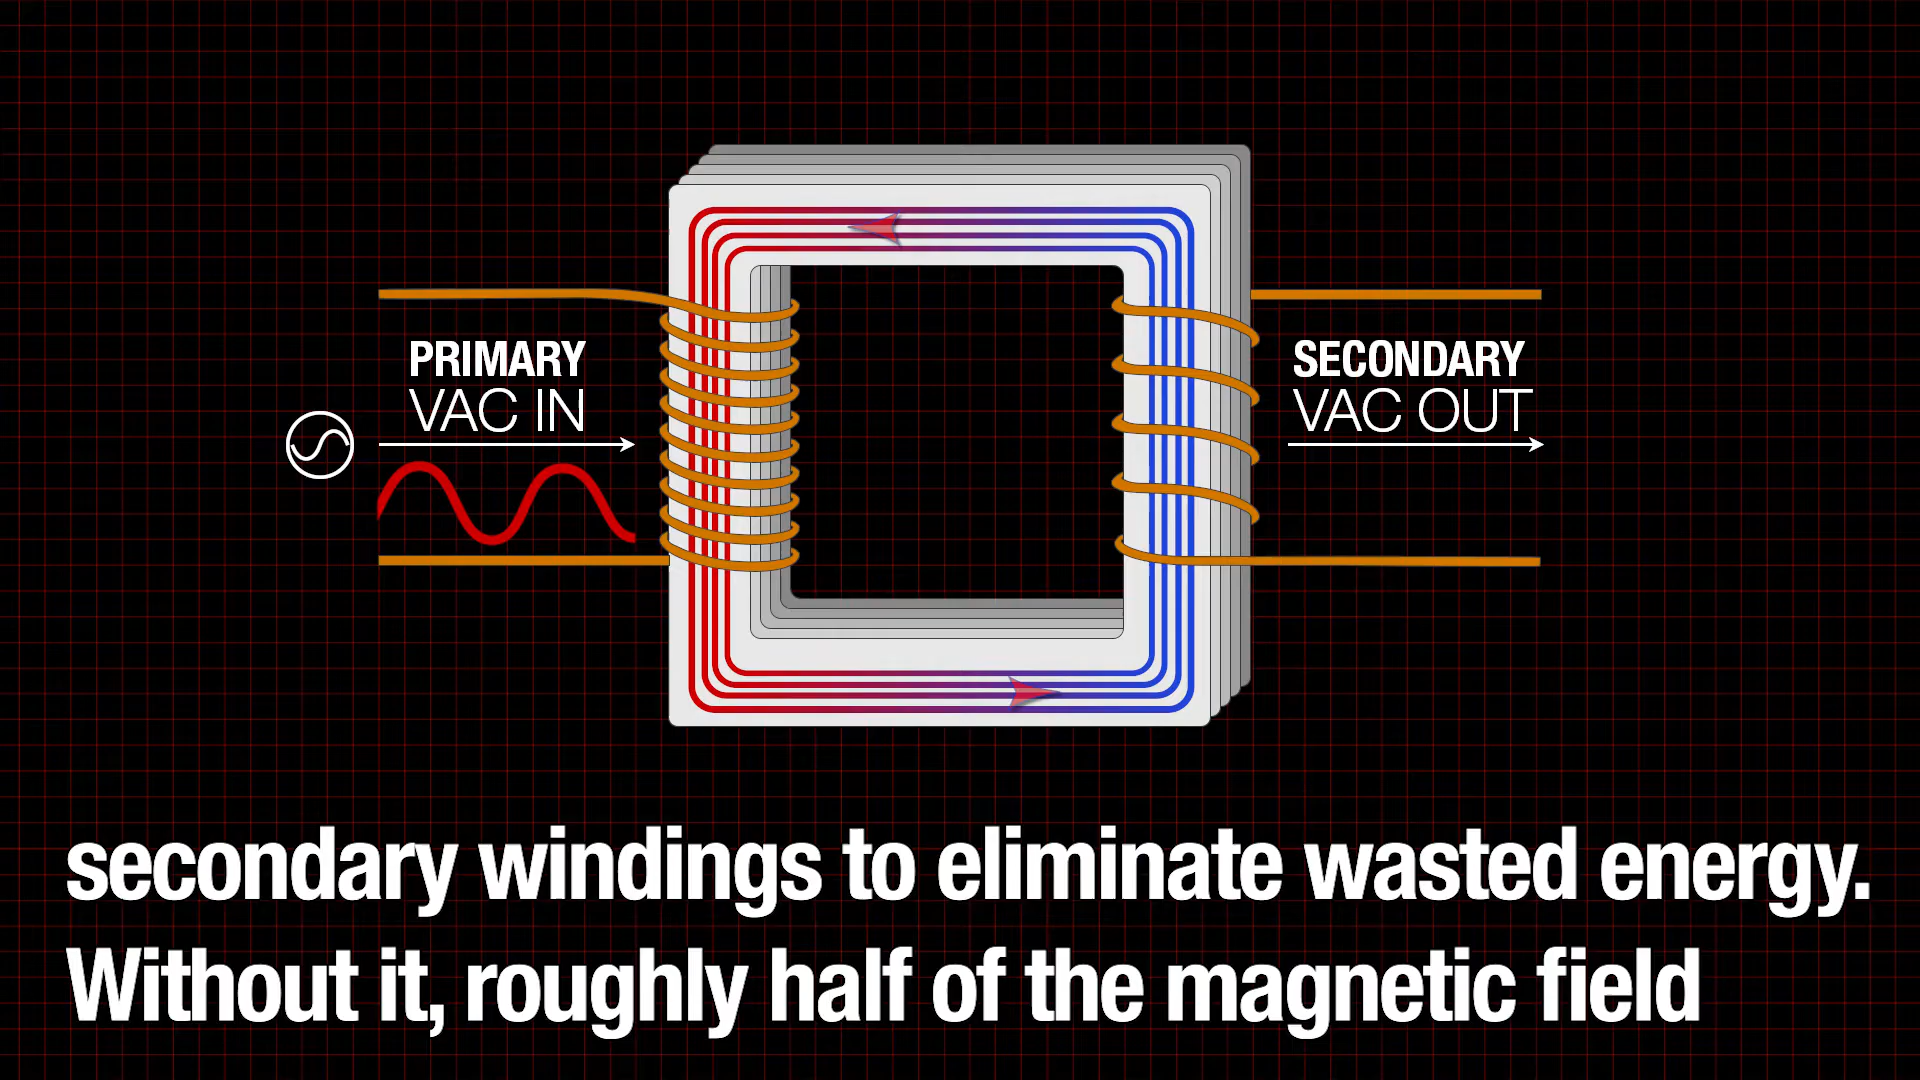 PRIMARY
VAC IN
SECONDARY
VAC OUT
secondary windings to eliminate wasted energy.
Without it, roughly half of the magnetic field